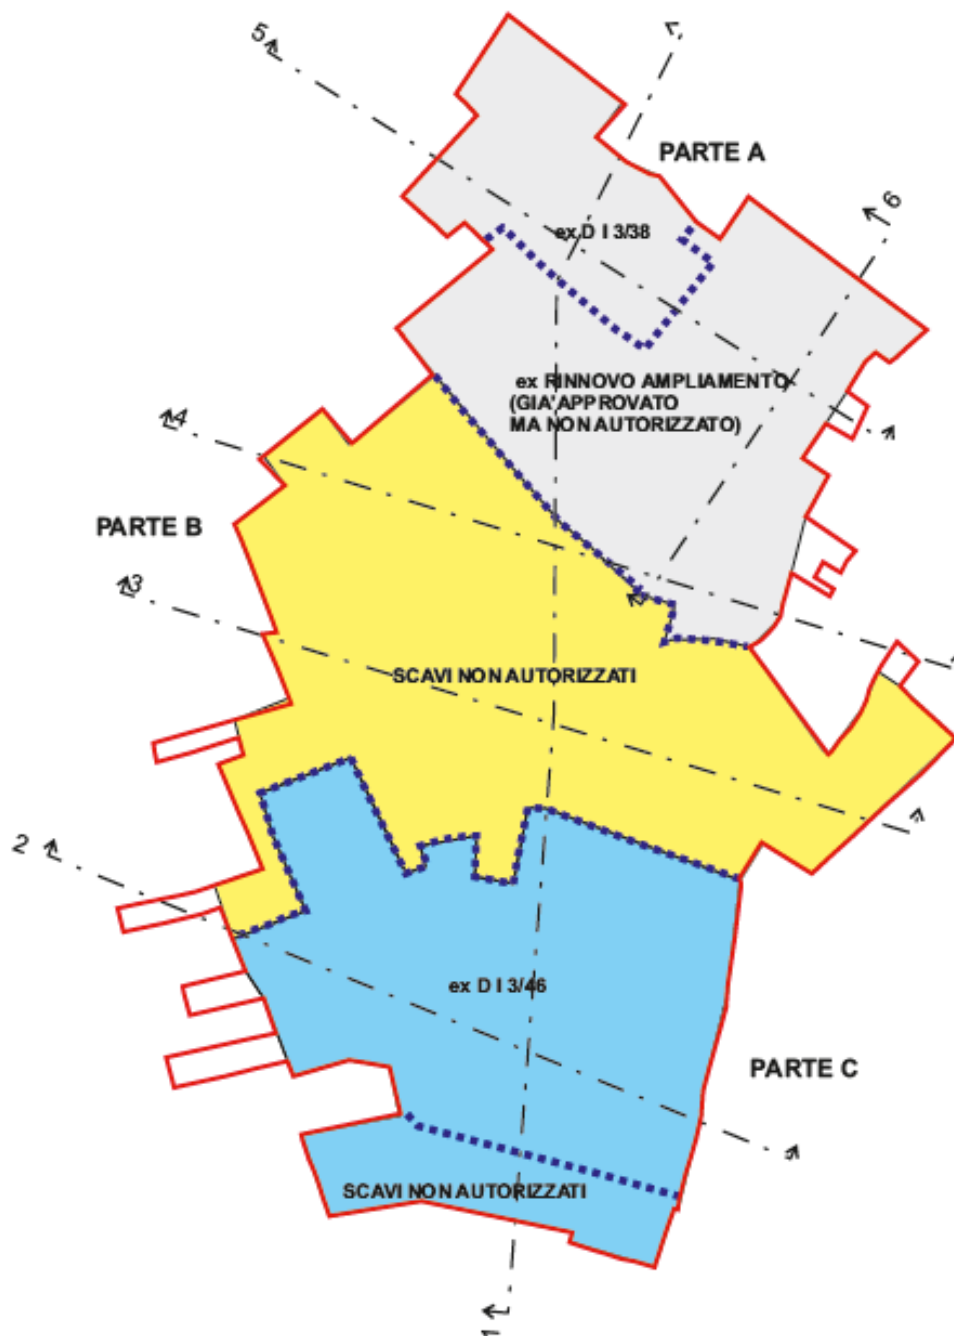 5
PARTE A
6
ex D I 3/38
ex RINNOVO AMPLIAMENTO
(GIA' APPROVATO
MA NON AUTORIZZATO)
4
PARTE B
3
SCAVI NON AUTORIZZATI
2
ex D I 3/46
PARTE C
SCAVI NON AUTORIZZATI